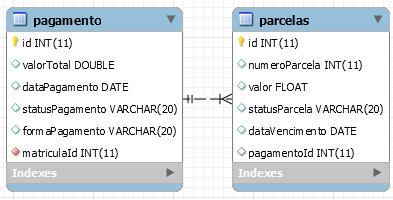 pagamento
id INT(11)
valorTotal DOUBLE
dataPagamento DATE
statusPagamento VARCHAR(20)
formaPagamento VARCHAR(20)
matriculaId INT(11)
Indexes
parcelas
id INT(11)
numeroParcela INT(11)
valor FLOAT
statusParcela VARCHAR(20)
dataVencimento DATE
pagamentoId INT(11)
Indexes